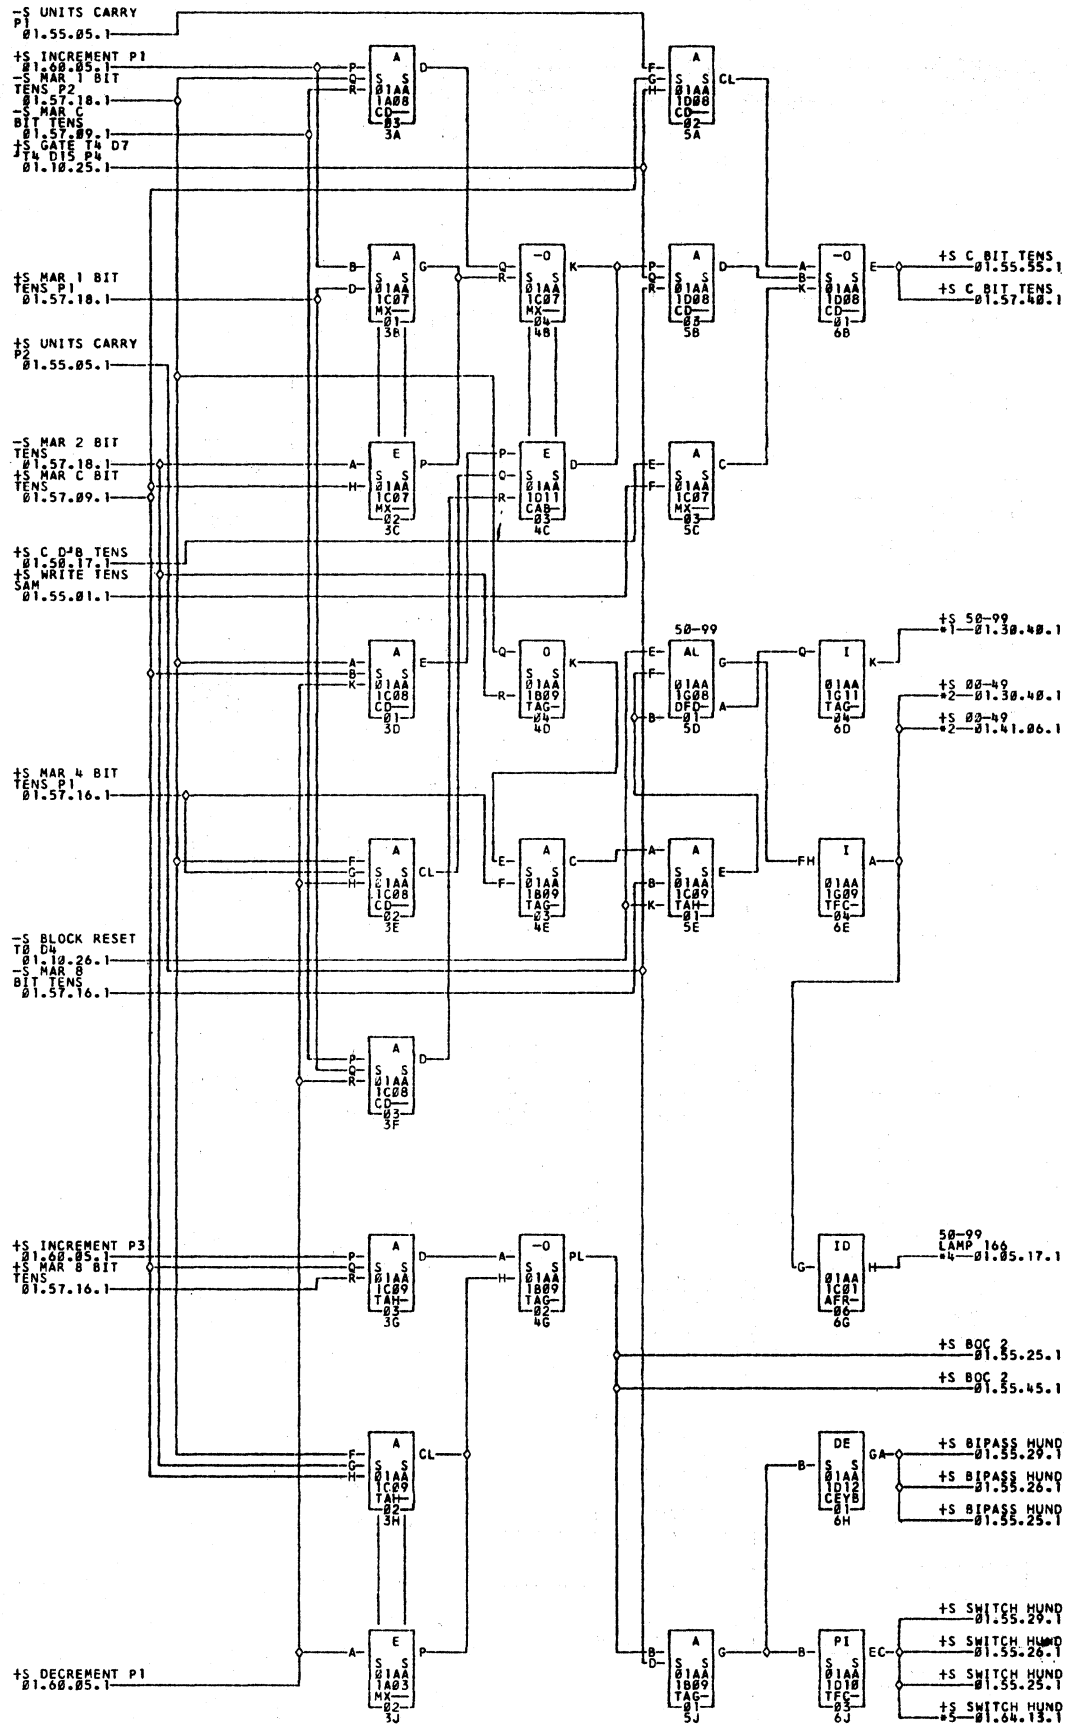 -S UNITS CARRY
P1
01.55.05.1
+S INCREMENT P1
01.60.05.1
-S MAR 1 BIT
TENS P2
01.57.18.1
-S MAR C
BIT TENS
01.57.09.1
+S GATE T4 D7
01.10.25.1
+S MAR 1 BIT
TENS P1
01.57.18.1
+S UNITS CARRY
P2
01.55.05.1
-S MAR 2 BIT
TENS
01.57.18.1
+S MAR C BIT
TENS
01.57.09.1
01.50.17.1
+S WRITE TENS
SAM
01.55.01.1
+S MAR 4 BIT
TENS P1
01.57.16.1
-S BLOCK RESET
T0 D4
01.10.26.1
-S MAR 8
BIT TENS
01.57.16.1
+S INCREMENT P3
01.60.05.1
+S MAR 8 BIT
TENS
01.57.16.1
+S DECREMENT P1
01.60.05.1
P
Q
R
A
S S
01AA
1A08
CD
03
3A
D
B
D
A
S S
01AA
1C07
MX
01
3B
G
A
H
E
S S
01AA
1C07
MX
02
3C
P
A
B
K
A
S S
01AA
1C08
CD
01
3D
E
F
G
H
A
S S
01AA
1C08
CD
02
3E
CL
P
Q
R
A
S S
01AA
1C08
CD
03
3F
D
P
Q
R
A
S S
01AA
1C09
TAH
03
3G
D
F
G
H
A
S S
01AA
1C09
TAH
02
3H
CL
A
E
S S
01AA
1A03
MX
02
3J
P
Q
R
-O
S S
01AA
1C07
MX
04
4B
K
P
Q
R
E
S S
01AA
1D11
CAB
03
4C
D
Q
R
O
S S
01AA
1B09
TAG
04
4D
K
E
F
A
S S
01AA
1B09
TAG
03
4E
C
A
H
-O
S S
01AA
1B09
TAG
02
4G
PL
F
G
H
A
S S
01AA
1D08
CD
02
5A
CL
P
Q
R
A
S S
01AA
1D08
CD
03
5B
D
E
F
A
S S
01AA
1C07
MX
03
5C
C
50-99
E
F
B
AL
01AA
1G08
DFD
01
5D
G
A
A
B
K
A
S S
01AA
1C09
TAH
01
5E
E
B
D
A
S S
01AA
1B09
TAG
01
5J
G
A
B
K
-O
S S
01AA
1D08
CD
01
6B
E
Q
I
01AA
1G11
TAG
04
6D
K
FH
I
01AA
1G09
TFC
04
6E
A
G
ID
01AA
1C01
AFR
06
6G
H
B
DE
S S
01AA
1D12
CEYB
01
6H
GA
B
PI
S S
01AA
1D10
TFC
03
6J
EC
+S C BIT TENS
01.55.55.1
+S C BIT TENS
01.57.40.1
+S 50-99
*1 01.30.40.1
+S 00-49
*2 01.30.40.1
+S 00-49
*2 01.41.06.1
50-99
LAMP 166
*4 01.05.17.1
+S BOC 2
01.55.25.1
+S BOC 2
01.55.45.1
+S BIPASS HUND
01.55.29.1
+S BIPASS HUND
01.55.26.1
+S BIPASS HUND
01.55.25.1
+S SWITCH HUND
01.55.29.1
+S SWITCH HUND
01.55.26.1
+S SWITCH HUND
01.55.25.1
+S SWITCH HUND
*5 01.64.13.1